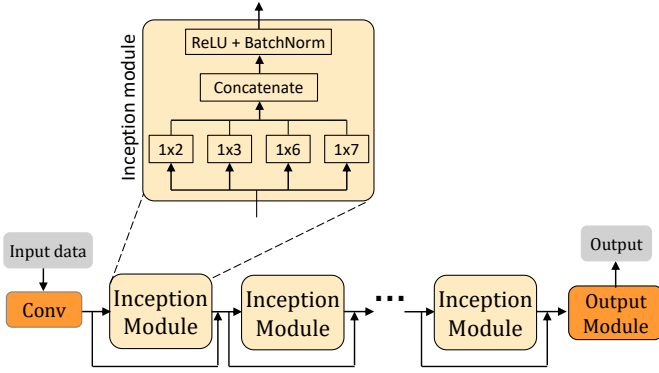 Inception module
ReLU + BatchNorm
Concatenate
1x2
1x3
1x6
1x7
Input data
Conv
Inception
Module
Inception
Module
...
Inception
Module
Output
Output
Module